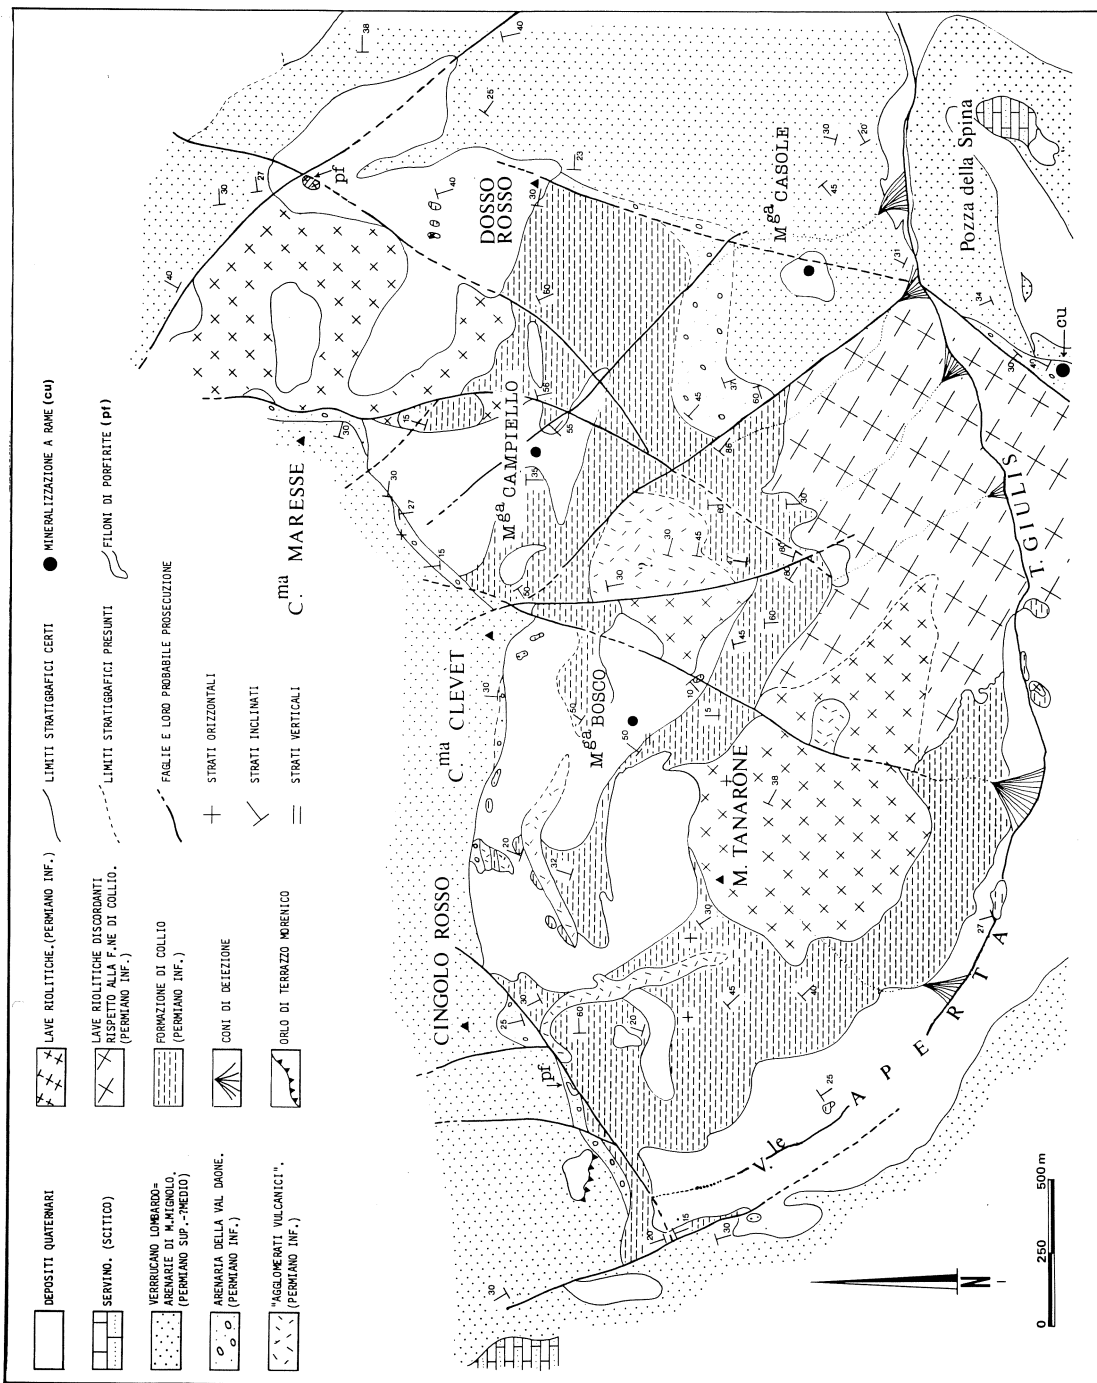 DEPOSITI QUATERNARI
SERVINO. (SCITICO)
VERRRUCANO LOMBARDO=
ARENARIE DI M.MIGNOLO.
(PERMIANO SUP.-?MEDIO)
ARENARIA DELLA VAL DAONE.
(PERMIANO INF.)
"AGGLOMERATI VULCANICI".
(PERMIANO INF.)
LAVE RIOLITICHE.(PERMIANO INF.)
LAVE RIOLITICHE DISCORDANTI
RISPETTO ALLA F.NE DI COLLIO.
(PERMIANO INF.)
FORMAZIONE DI COLLIO
(PERMIANO INF.)
CONI DI DEIEZIONE
ORLO DI TERRAZZO MORENICO
LIMITI STRATIGRAFICI CERTI
LIMITI STRATIGRAFICI PRESUNTI
FAGLIE E LORO PROBABILE PROSECUZIONE
STRATI ORIZZONTALI
STRATI INCLINATI
STRATI VERTICALI
MINERALIZZAZIONE A RAME (cu)
FILONI DI PORFIRITE (pf)
CINGOLO ROSSO
Cma CLEVET
Cma MARESSE
Mga BOSCO
Mga CAMPIELLO
DOSSO
ROSSO
M. TANARONE
Mga CASOLE
Pozza della Spina
T. GIULIS
V.le APERTA
pf
pf
cu
N
0 250 500 m